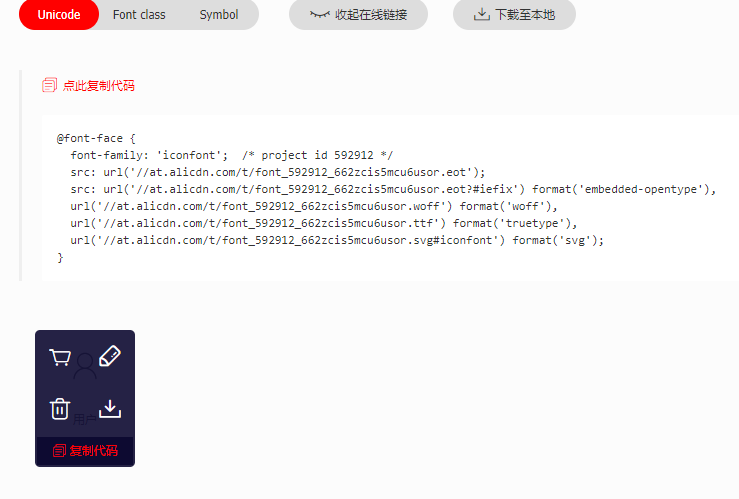 Unicode Font class Symbol 收起在线链接 下载至本地
点此复制代码
@font-face {
  font-family: 'iconfont';  /* project id 592912 */
  src: url('//at.alicdn.com/t/font_592912_662zcis5mcu6usor.eot');
  src: url('//at.alicdn.com/t/font_592912_662zcis5mcu6usor.eot?#iefix') format('embedded-opentype'),
  url('//at.alicdn.com/t/font_592912_662zcis5mcu6usor.woff') format('woff'),
  url('//at.alicdn.com/t/font_592912_662zcis5mcu6usor.ttf') format('truetype'),
  url('//at.alicdn.com/t/font_592912_662zcis5mcu6usor.svg#iconfont') format('svg');
}
用户
复制代码